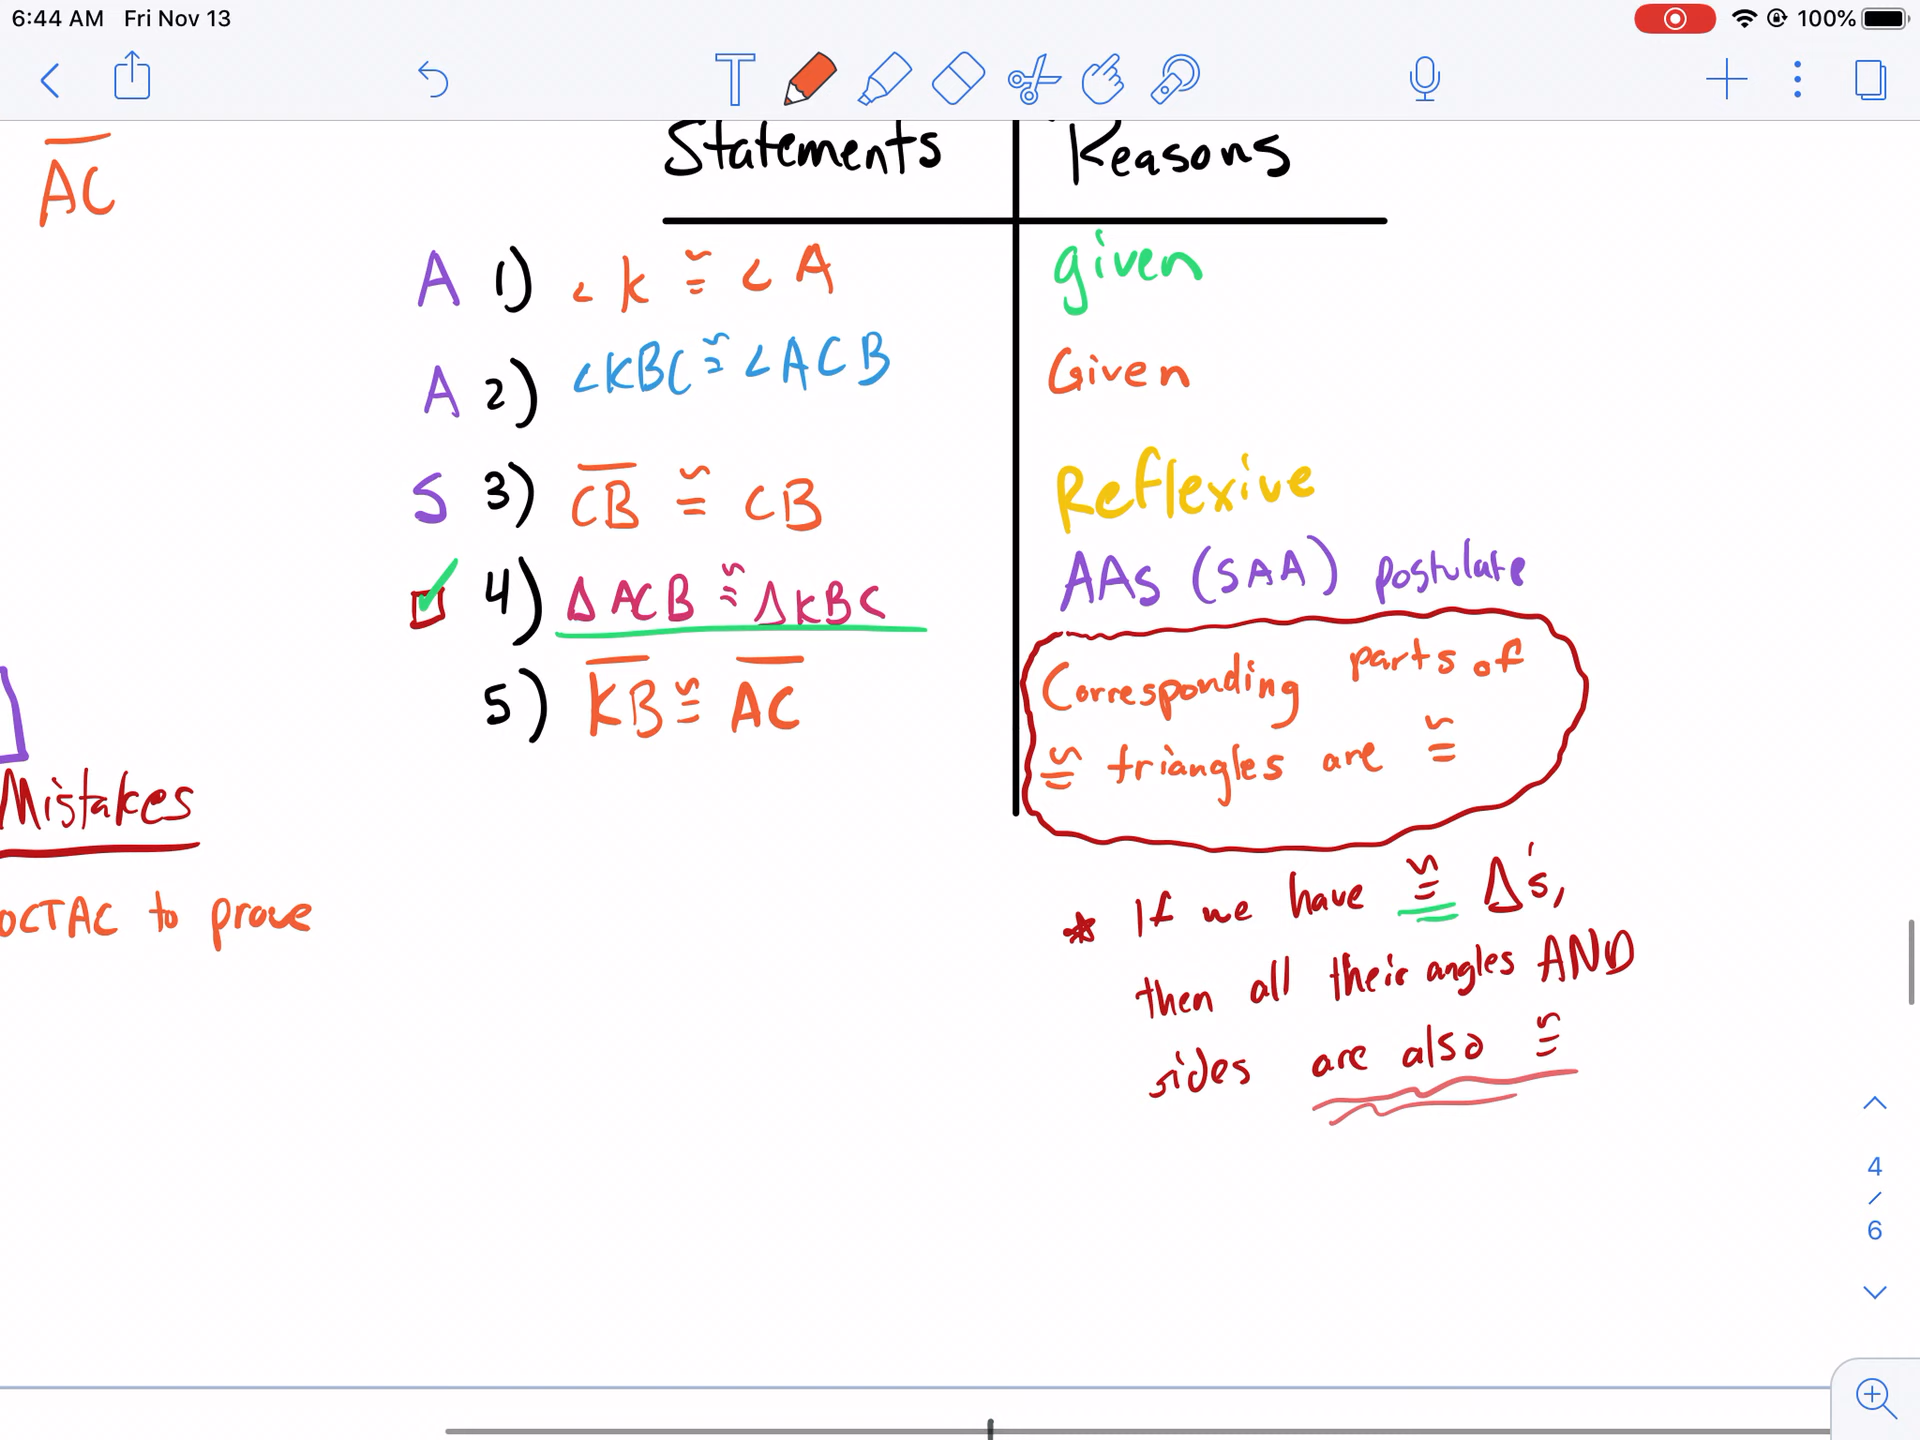 6:44 AM Fri Nov 13
100%
T
AC
Statements Reasons
A 1) ∠K ≅ ∠A given
A 2) ∠KBC ≅ ∠ACB Given
S 3) CB ≅ CB Reflexive
4) ΔACB ≅ ΔKBC AAS (SAA) postulate
5) KB ≅ AC Corresponding parts of
≅ triangles are ≅
Mistakes
OCTAC to prove
* If we have ≅ Δ's,
then all their angles AND
sides are also ≅
4
/
6